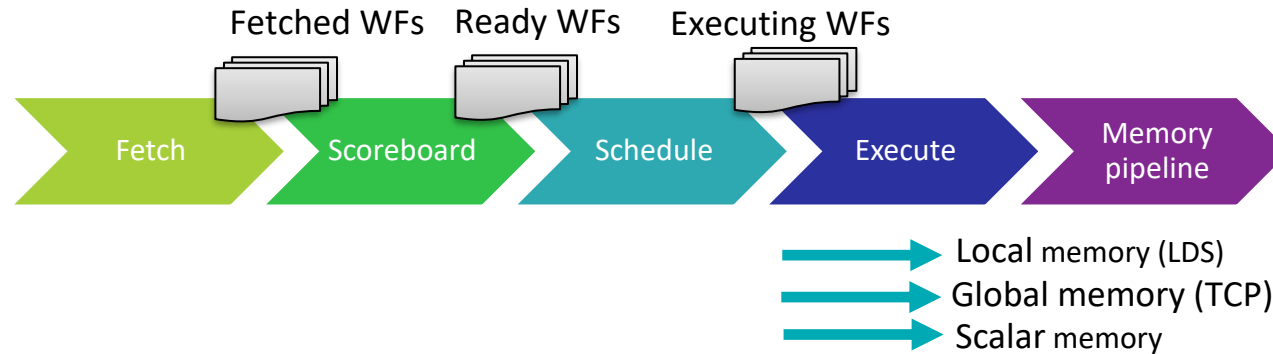 Fetched WFs Ready WFs Executing WFs
Fetch Scoreboard Schedule Execute Memory
pipeline
Local memory (LDS)
Global memory (TCP)
Scalar memory